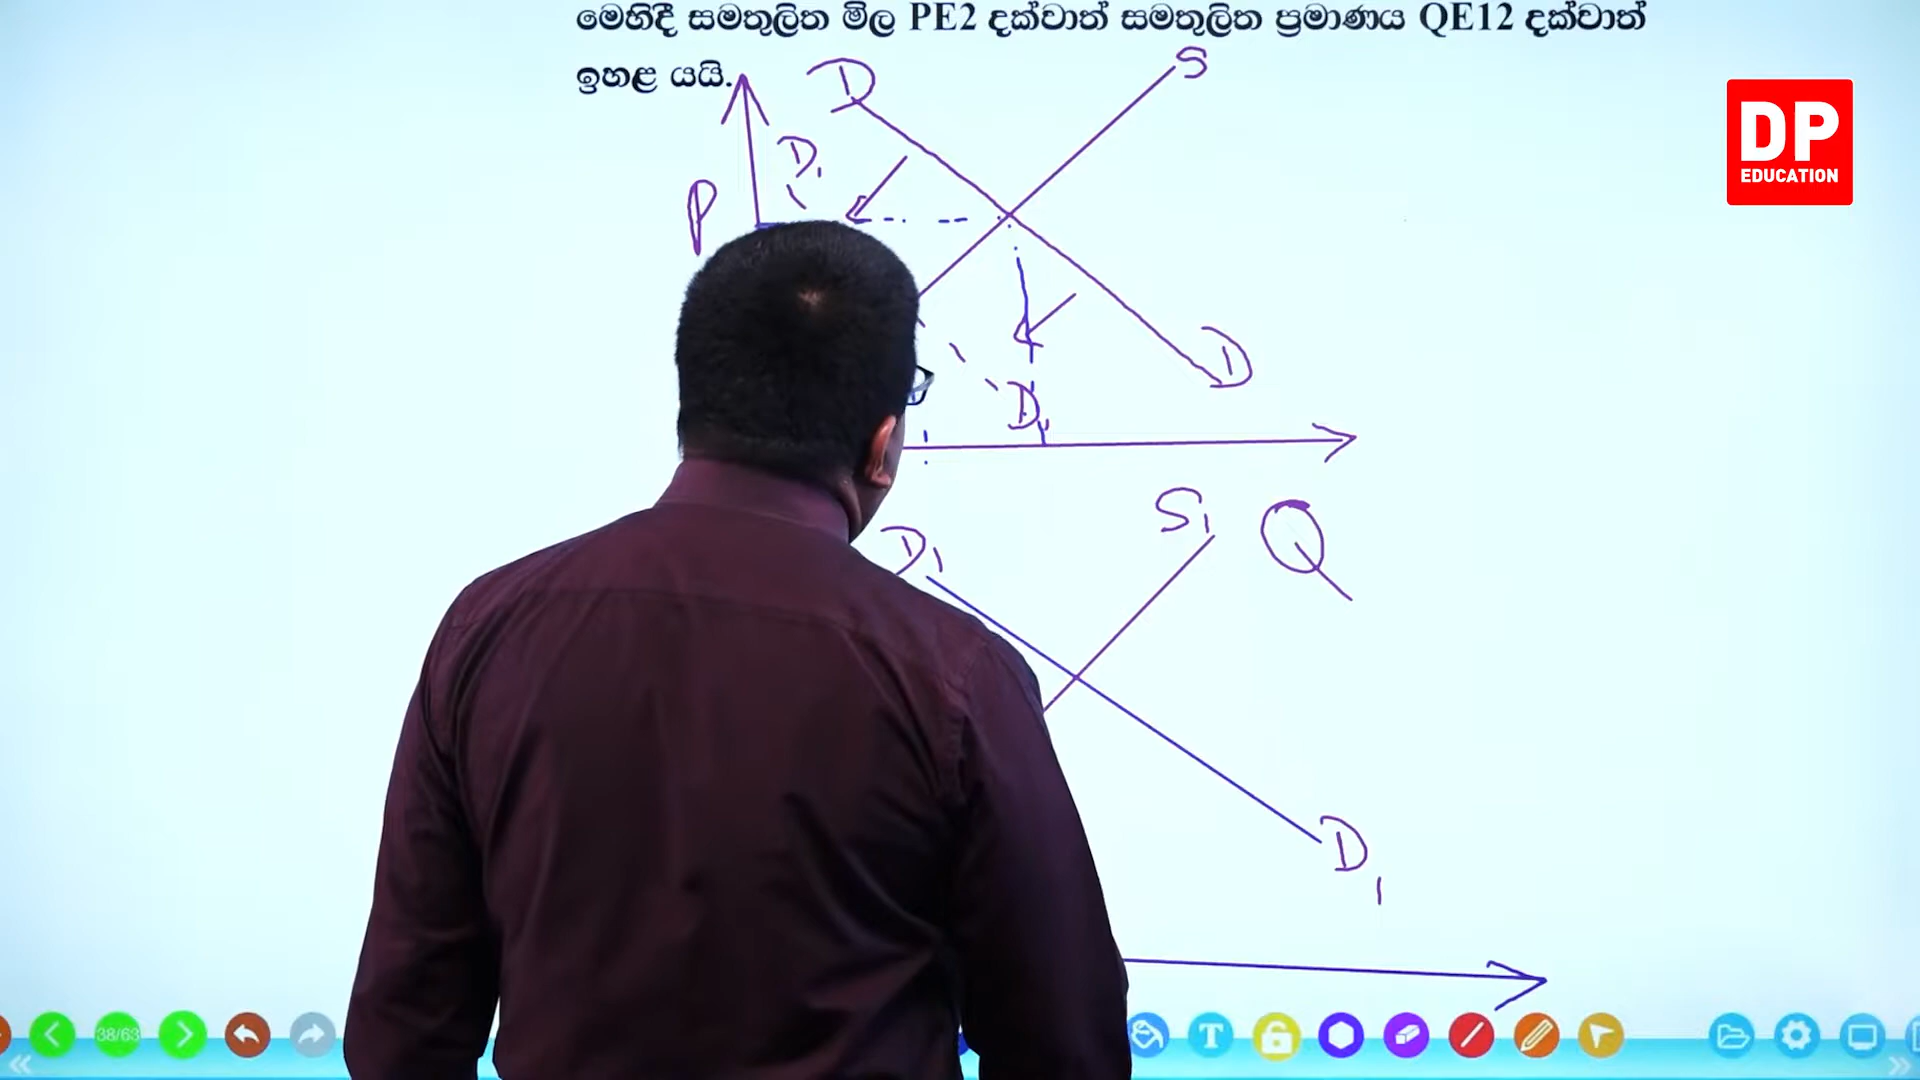 මෙහිදී සමතුලිත මිල PE2 දක්වාත් සමතුලිත ප්‍රමාණය QE12 දක්වාත්
ඉහළ යයි.
D
S
DP
EDUCATION
D₁
P
D
D₁
S₁
Q
D₁
D₁
38/63
T